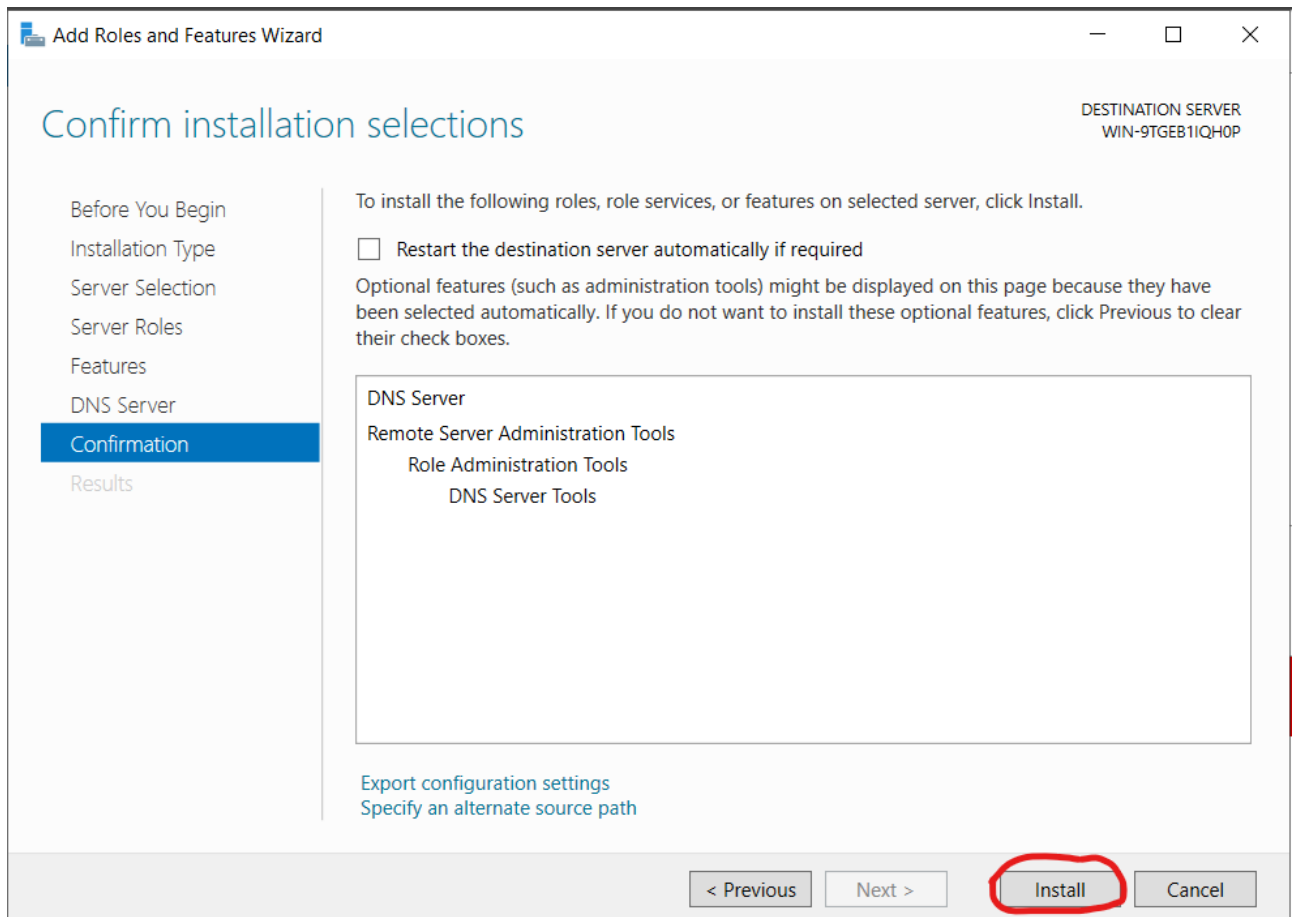 Add Roles and Features Wizard
Confirm installation selections
DESTINATION SERVER
WIN-9TGEB1IQH0P
Before You Begin
Installation Type
Server Selection
Server Roles
Features
DNS Server
Confirmation
Results
To install the following roles, role services, or features on selected server, click Install.
Restart the destination server automatically if required
Optional features (such as administration tools) might be displayed on this page because they have
been selected automatically. If you do not want to install these optional features, click Previous to clear
their check boxes.
DNS Server
Remote Server Administration Tools
Role Administration Tools
DNS Server Tools
Export configuration settings
Specify an alternate source path
< Previous
Next >
Install
Cancel